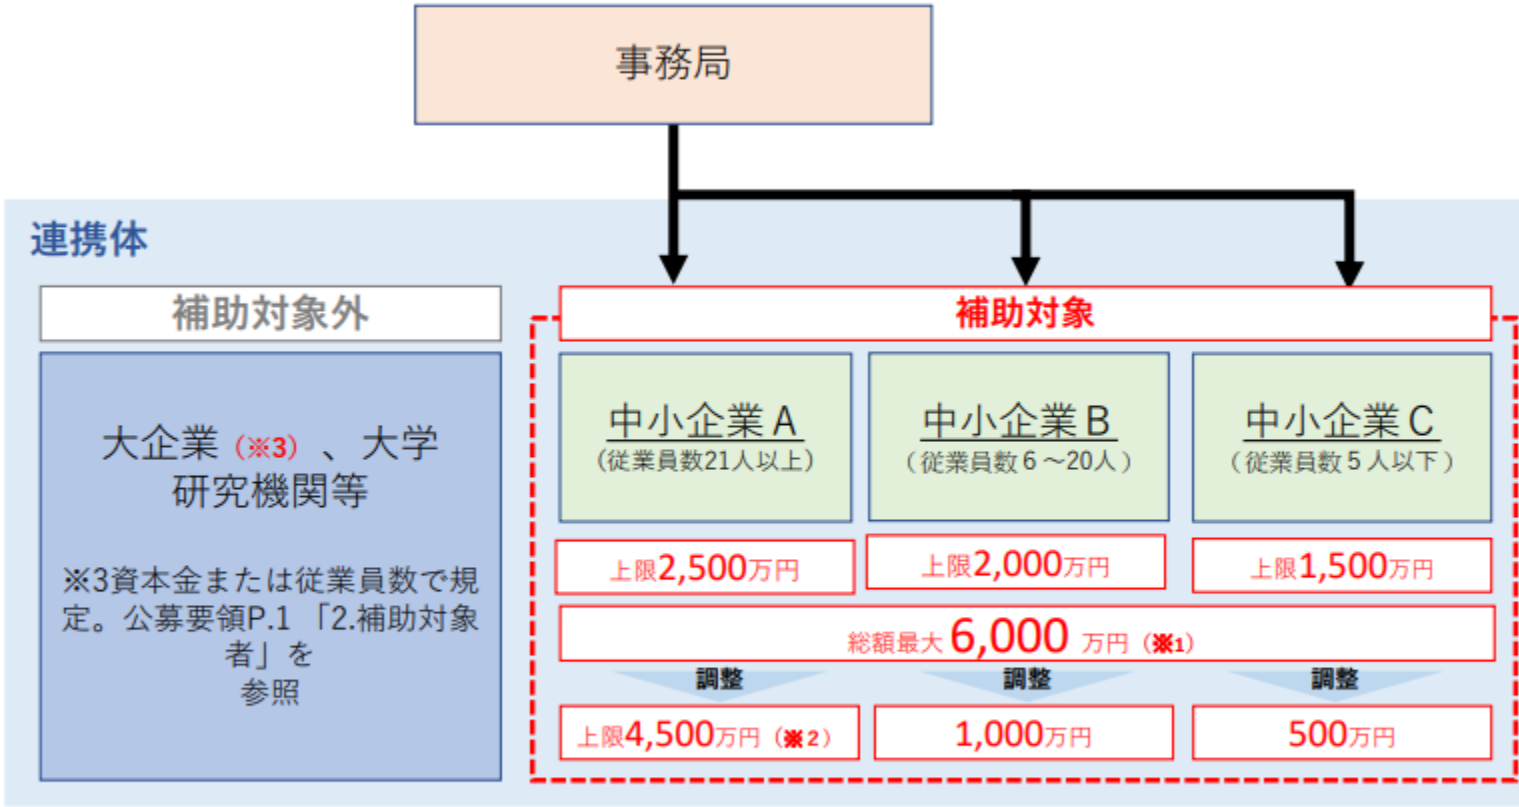 事務局
連携体
補助対象外
大企業(※3)、大学
研究機関等
※3資本金または従業員数で規
定。公募要領P.1 「2.補助対象
者」を
参照
補助対象
中小企業A
(従業員数21人以上)
中小企業B
(従業員数6～20人)
中小企業C
(従業員数5人以下)
上限2,500万円
上限2,000万円
上限1,500万円
総額最大6,000万円(※1)
調整
調整
調整
上限4,500万円(※2)
1,000万円
500万円